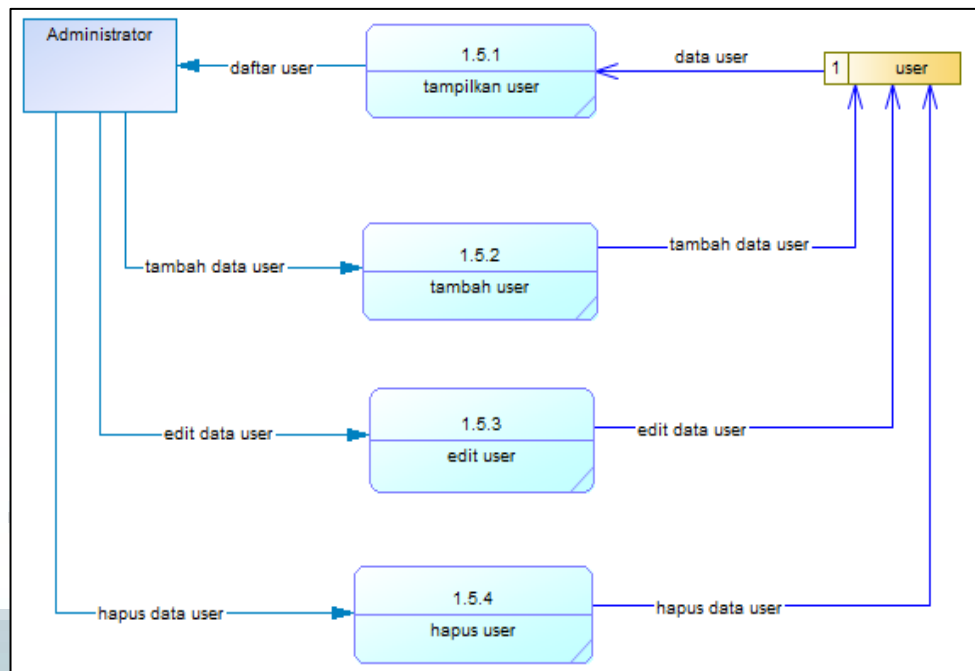 Administrator
daftar user
1.5.1
tampilkan user
data user
1
user
tambah data user
1.5.2
tambah user
tambah data user
edit data user
1.5.3
edit user
edit data user
hapus data user
1.5.4
hapus user
hapus data user